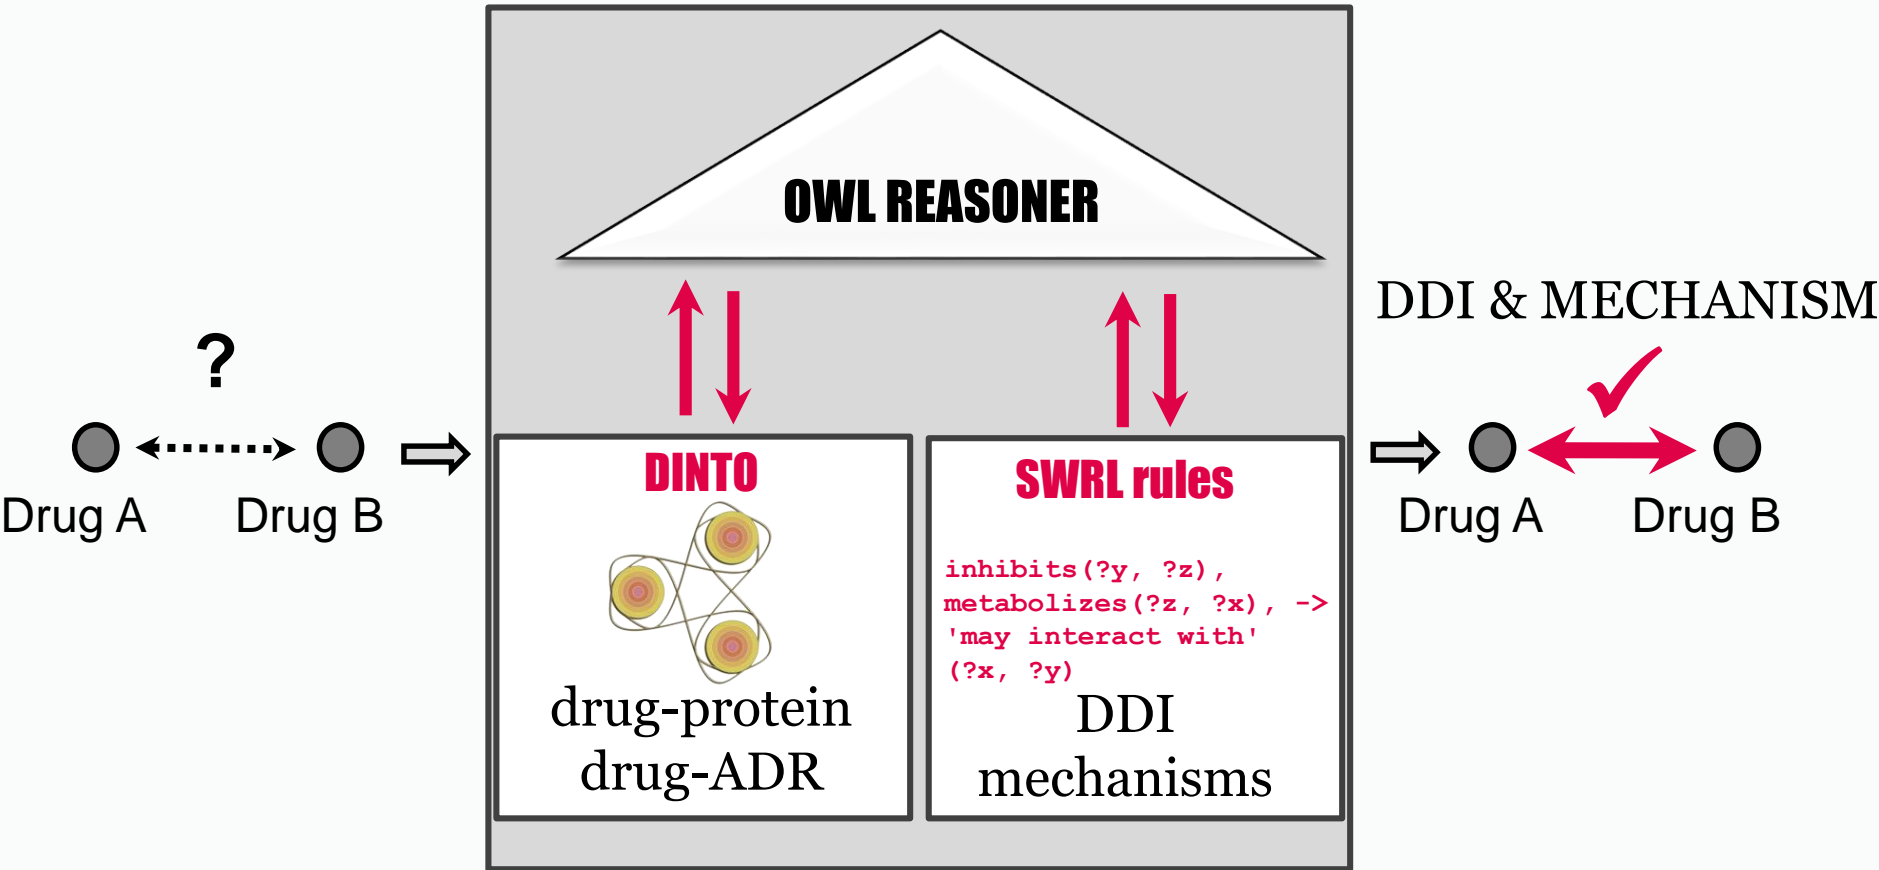 ?
Drug A
Drug B
OWL REASONER
DINTO
drug-protein
drug-ADR
SWRL rules
inhibits(?y, ?z),
metabolizes(?z, ?x), ->
'may interact with'
(?x, ?y)
DDI
mechanisms
DDI & MECHANISM
Drug A
Drug B